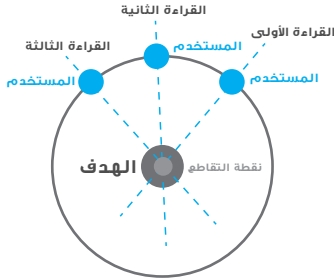 القراءة الثانية
القراءة الأولى
القراءة الثالثة
المستخدم
المستخدم
المستخدم
نقطة التقاطع
الهدف